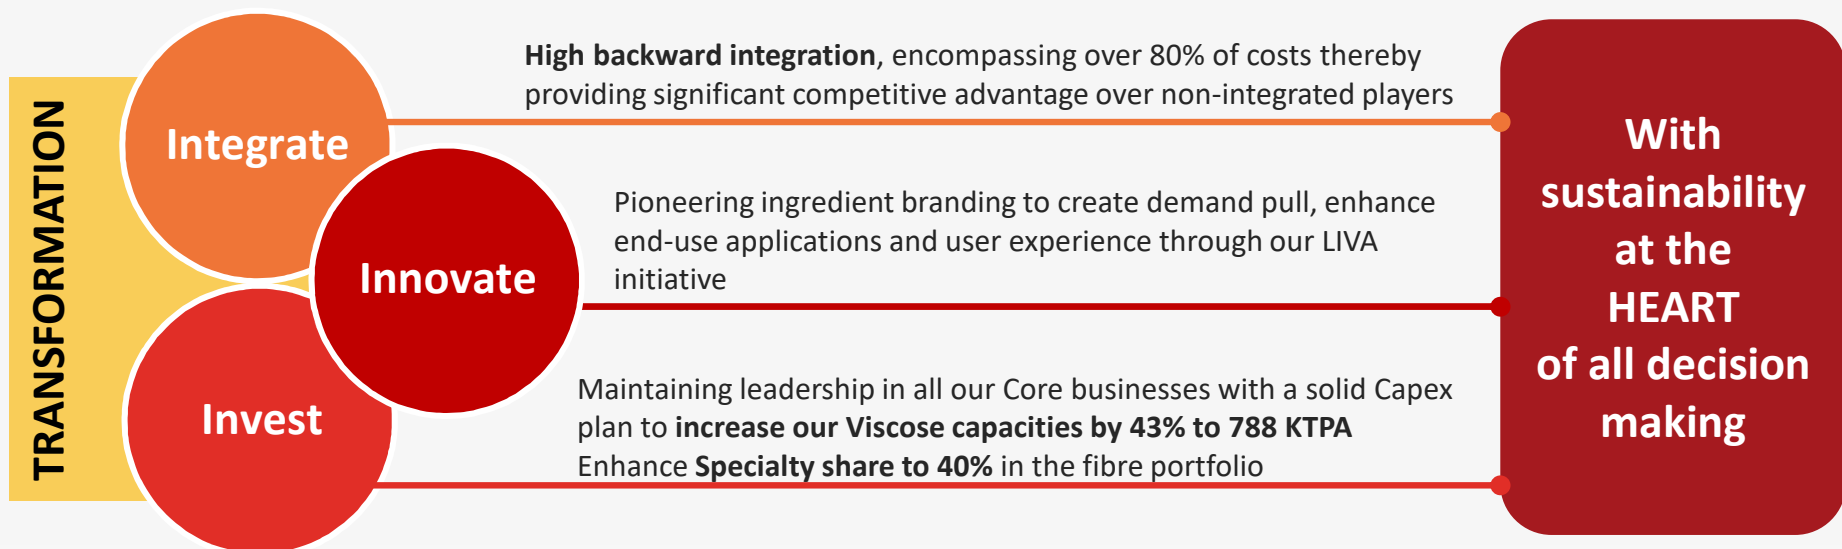 TRANSFORMATION
Integrate
High backward integration, encompassing over 80% of costs thereby
providing significant competitive advantage over non-integrated players
Innovate
Pioneering ingredient branding to create demand pull, enhance
end-use applications and user experience through our LIVA
initiative
Invest
Maintaining leadership in all our Core businesses with a solid Capex
plan to increase our Viscose capacities by 43% to 788 KTPA
Enhance Specialty share to 40% in the fibre portfolio
With
sustainability
at the
HEART
of all decision
making